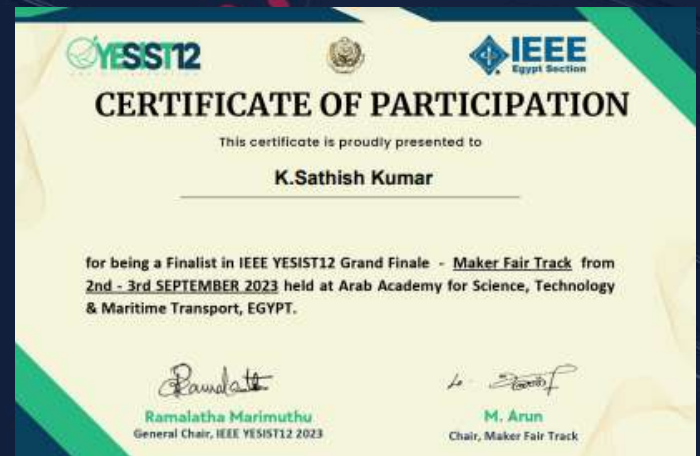 YESIST12
IEEE
Egypt Section
CERTIFICATE OF PARTICIPATION
This certificate is proudly presented to
K.Sathish Kumar
for being a Finalist in IEEE YESIST12 Grand Finale - Maker Fair Track from
2nd - 3rd SEPTEMBER 2023 held at Arab Academy for Science, Technology
& Maritime Transport, EGYPT.
Ramalatha Marimuthu
General Chair, IEEE YESIST12 2023
M. Arun
Chair, Maker Fair Track